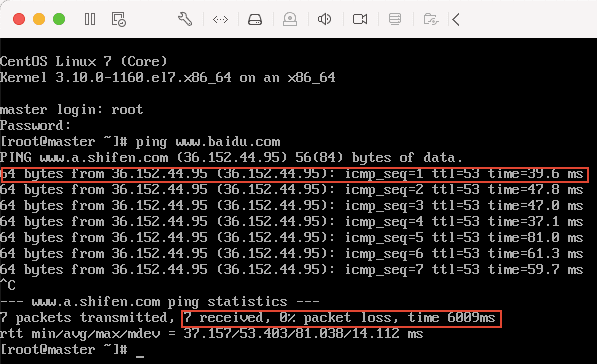 CentOS Linux 7 (Core)
Kernel 3.10.0-1160.el7.x86_64 on an x86_64
master login: root
Password:
[root@master ~]# ping www.baidu.com
PING www.a.shifen.com (36.152.44.95) 56(84) bytes of data.
64 bytes from 36.152.44.95 (36.152.44.95): icmp_seq=1 ttl=53 time=39.6 ms
64 bytes from 36.152.44.95 (36.152.44.95): icmp_seq=2 ttl=53 time=47.8 ms
64 bytes from 36.152.44.95 (36.152.44.95): icmp_seq=3 ttl=53 time=47.0 ms
64 bytes from 36.152.44.95 (36.152.44.95): icmp_seq=4 ttl=53 time=37.1 ms
64 bytes from 36.152.44.95 (36.152.44.95): icmp_seq=5 ttl=53 time=81.0 ms
64 bytes from 36.152.44.95 (36.152.44.95): icmp_seq=6 ttl=53 time=61.3 ms
64 bytes from 36.152.44.95 (36.152.44.95): icmp_seq=7 ttl=53 time=59.7 ms
^C
--- www.a.shifen.com ping statistics ---
7 packets transmitted, 7 received, 0% packet loss, time 6009ms
rtt min/avg/max/mdev = 37.157/53.403/81.038/14.112 ms
[root@master ~]# _